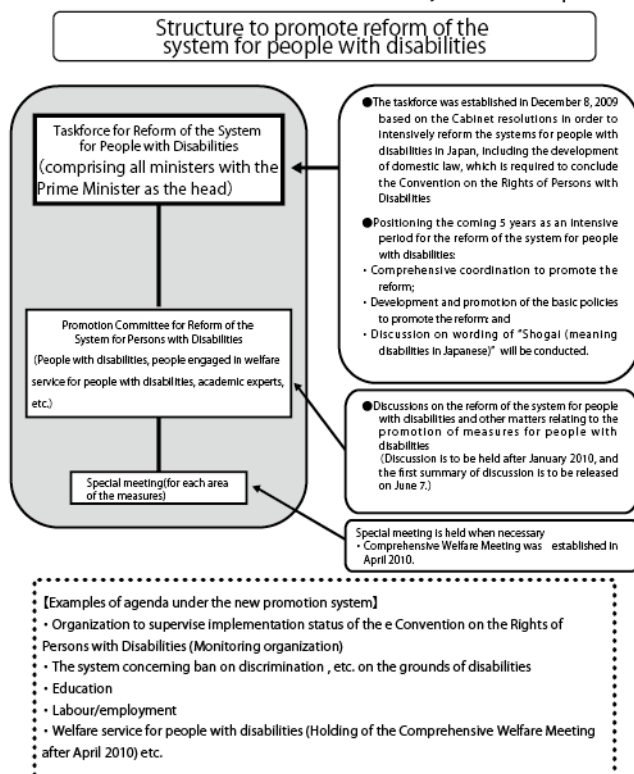 Structure to promote reform of the
system for people with disabilities
Taskforce for Reform of the System
for People with Disabilities
(comprising all ministers with the
Prime Minister as the head)
●The taskforce was established in December 8, 2009
based on the Cabinet resolutions in order to
intensively reform the systems for people with
disabilities in Japan, including the development
of domestic law, which is required to conclude
the Convention on the Rights of Persons with
Disabilities
●Positioning the coming 5 years as an intensive
period for the reform of the system for people
with disabilities:
・Comprehensive coordination to promote the
reform;
・Development and promotion of the basic policies
to promote the reform: and
・Discussion on wording of "Shogai (meaning
disabilities in Japanese)" will be conducted.
Promotion Committee for Reform of the
System for Persons with Disabilities
(People with disabilities, people engaged in welfare
service for people with disabilities, academic experts,
etc.)
●Discussions on the reform of the system for people
with disabilities and other matters relating to the
promotion of measures for people with
disabilities
(Discussion is to be held after January 2010, and
the first summary of discussion is to be released
on June 7.)
Special meeting(for each area
of the measures)
Special meeting is held when necessary
・Comprehensive Welfare Meeting was established in
April 2010.
【Examples of agenda under the new promotion system】
・Organization to supervise implementation status of the e Convention on the Rights of
Persons with Disabilities (Monitoring organization)
・The system concerning ban on discrimination , etc. on the grounds of disabilities
・Education
・Labour/employment
・Welfare service for people with disabilities (Holding of the Comprehensive Welfare Meeting
after April 2010) etc.